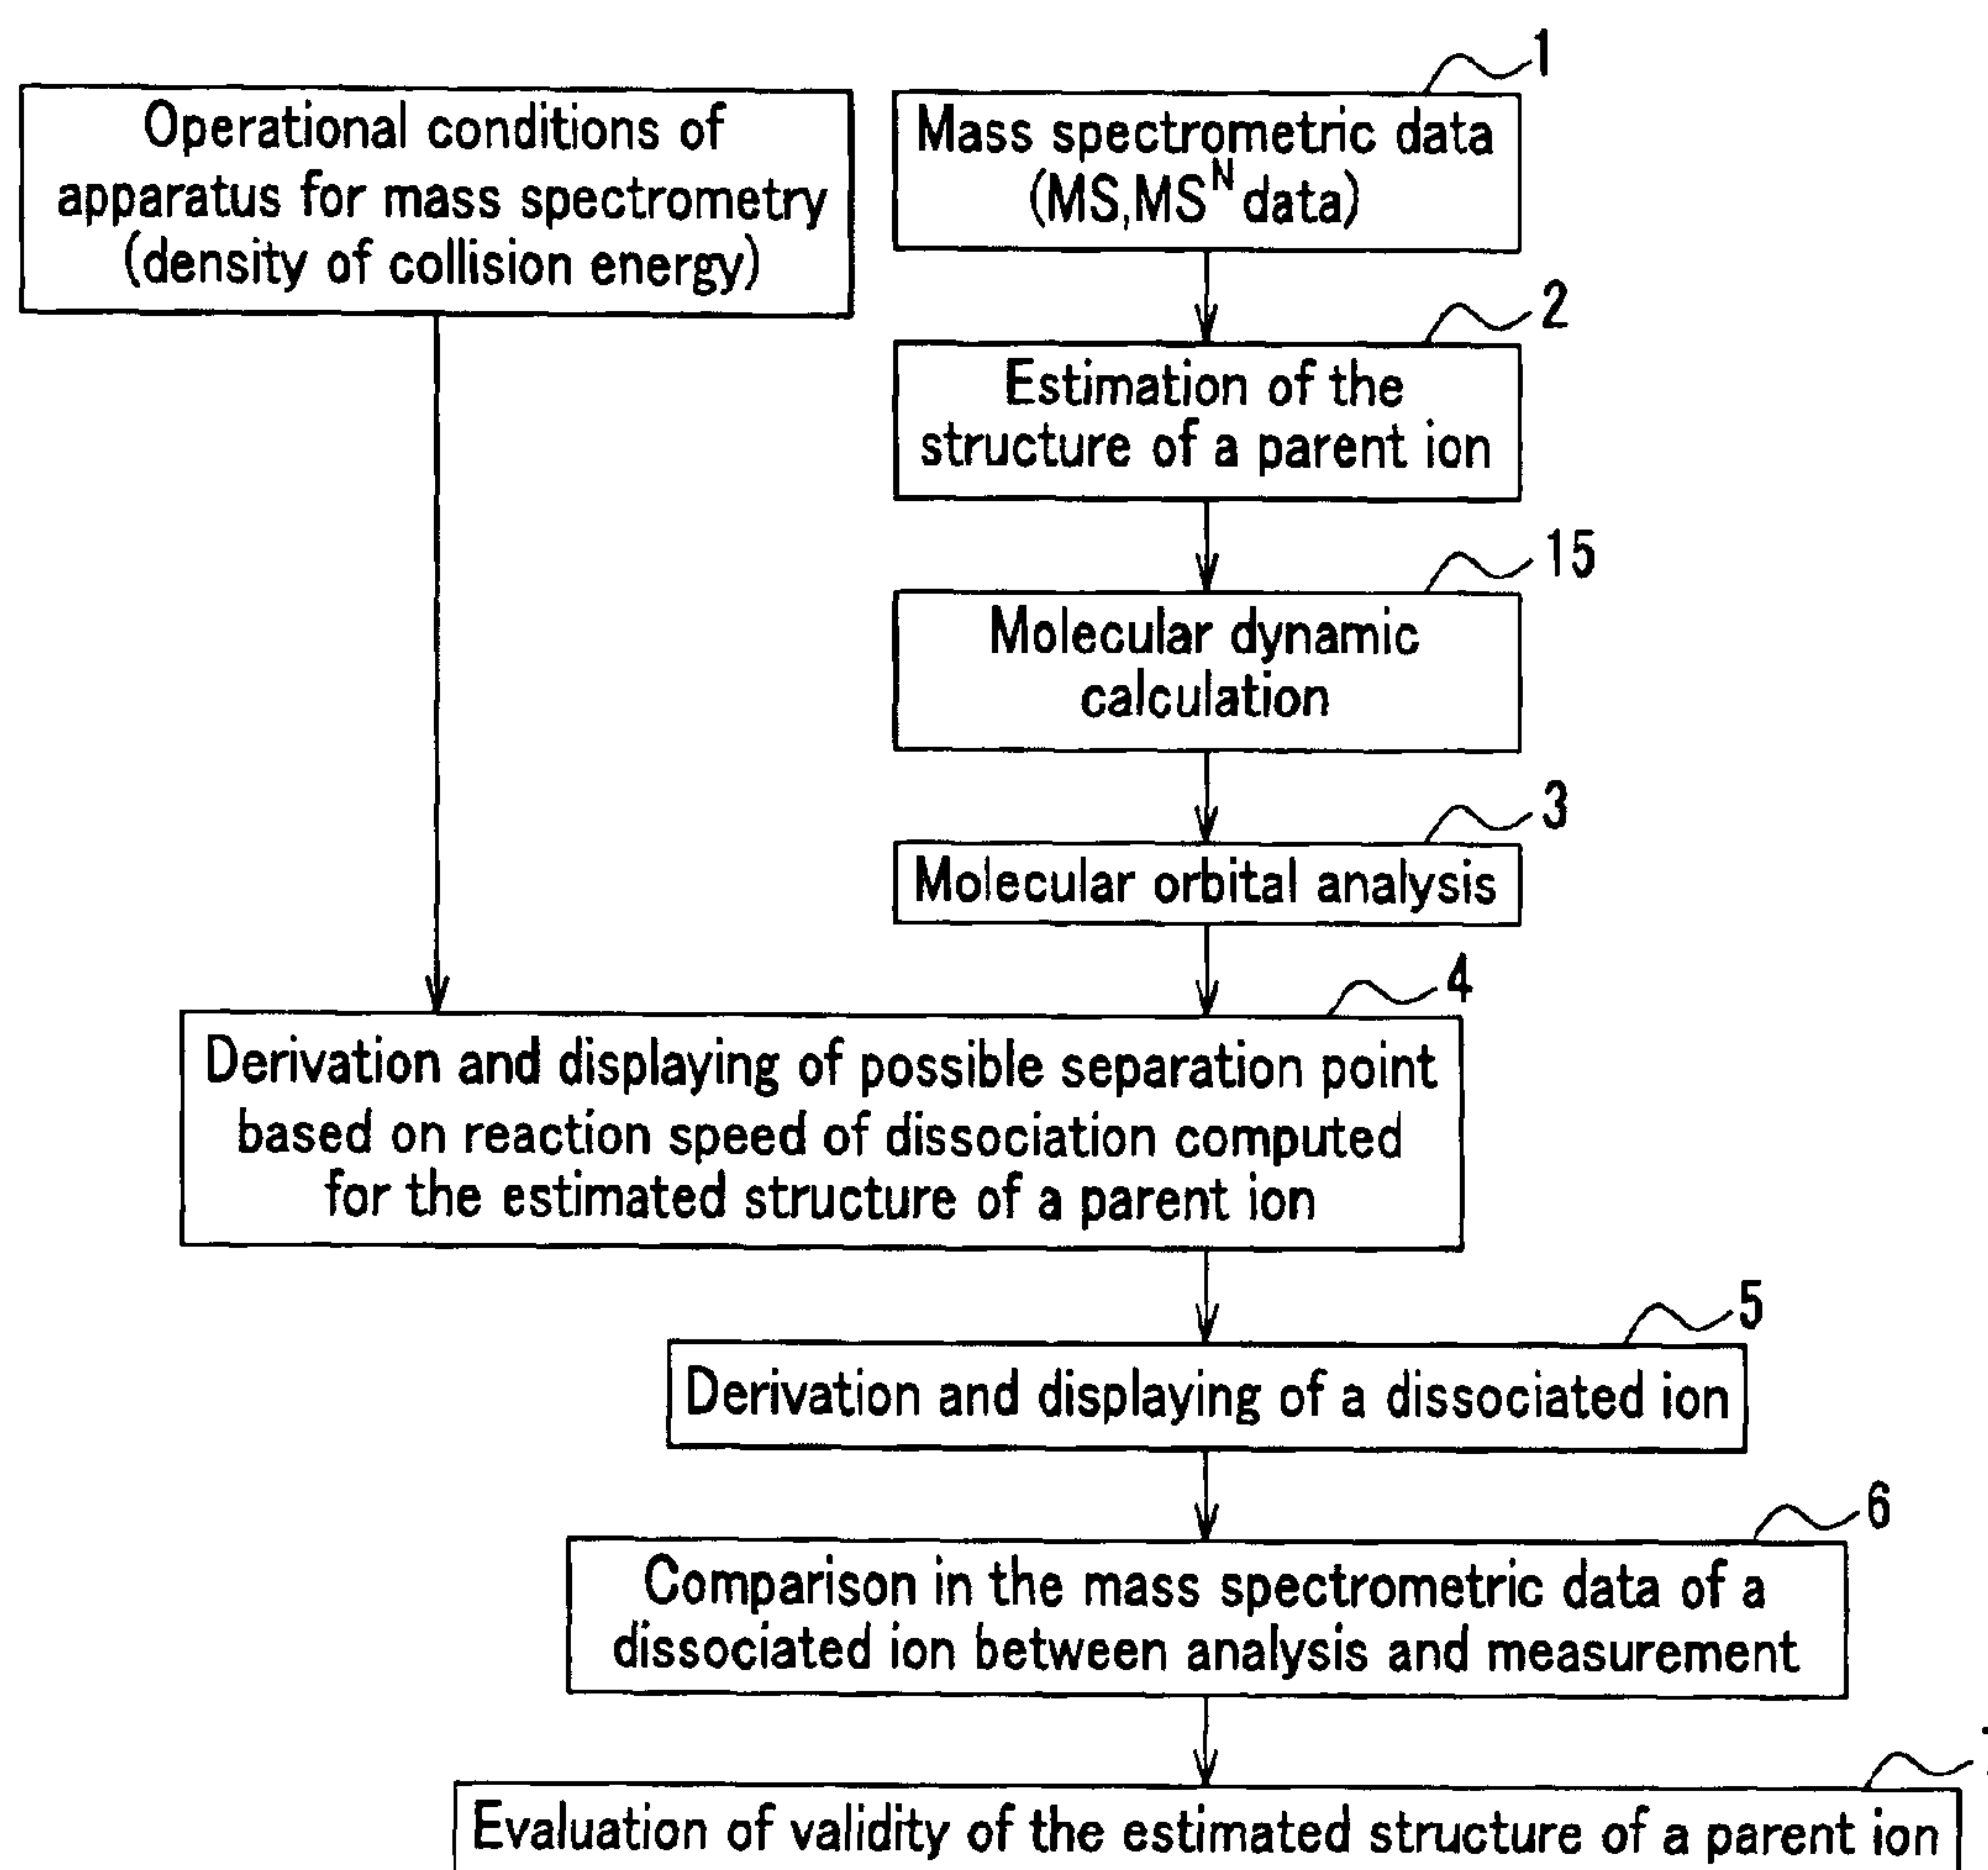 Operational conditions of
apparatus for mass spectrometry
(density of collision energy)
1
Mass spectrometric data
(MS,MS^N data)
2
Estimation of the
structure of a parent ion
15
Molecular dynamic
calculation
3
Molecular orbital analysis
4
Derivation and displaying of possible separation point
based on reaction speed of dissociation computed
for the estimated structure of a parent ion
5
Derivation and displaying of a dissociated ion
6
Comparison in the mass spectrometric data of a
dissociated ion between analysis and measurement
Evaluation of validity of the estimated structure of a parent ion